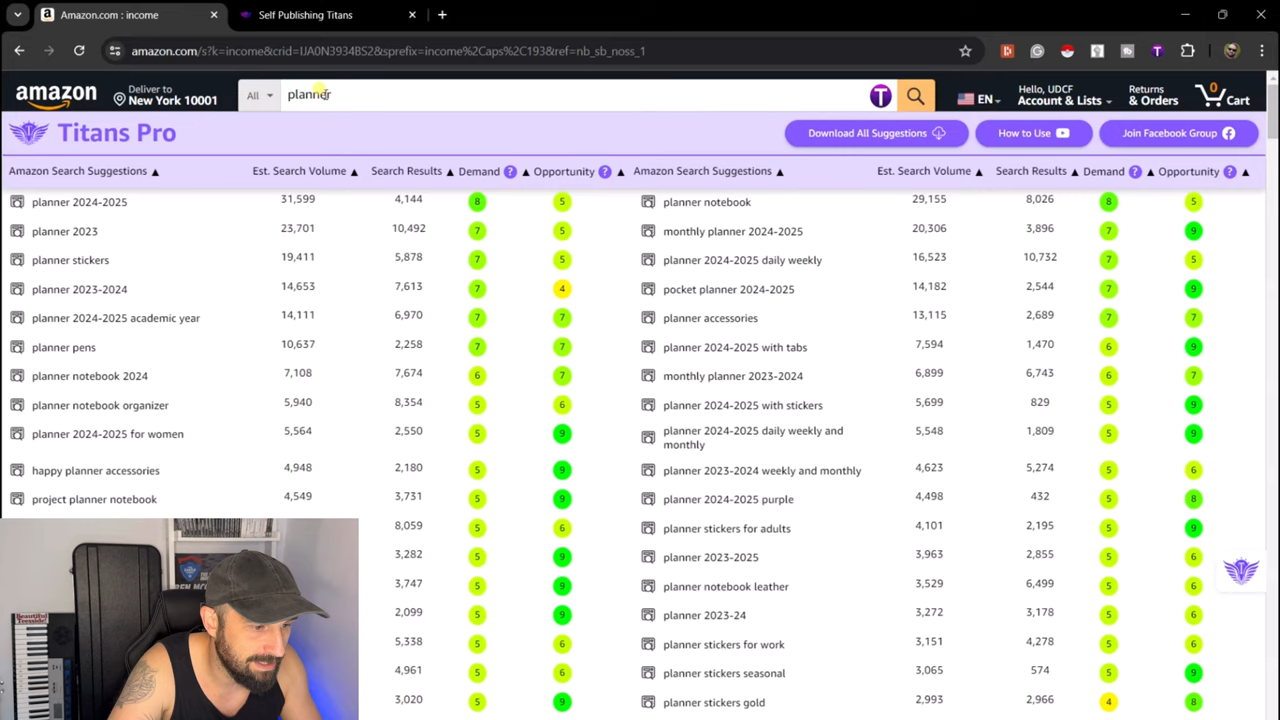 Amazon.com : income
Self Publishing Titans
amazon.com/s?k=income&crid=IJA0N3934BS2&sprefix=income%2Caps%2C193&ref=nb_sb_noss_1
amazon
Deliver to
New York 10001
All
planner
EN
Hello, UDCF
Account & Lists
Returns
& Orders
0
Cart
Titans Pro
Download All Suggestions
How to Use
Join Facebook Group
Amazon Search Suggestions ▲ Est. Search Volume ▲ Search Results ▲ Demand ? ▲ Opportunity ? ▲ Amazon Search Suggestions ▲ Est. Search Volume ▲ Search Results ▲ Demand ? ▲ Opportunity ? ▲
planner 2024-2025 31,599 4,144 8 5 planner notebook 29,155 8,026 8 5
planner 2023 23,701 10,492 7 5 monthly planner 2024-2025 20,306 3,896 7 9
planner stickers 19,411 5,878 7 5 planner 2024-2025 daily weekly 16,523 10,732 7 5
planner 2023-2024 14,653 7,613 7 4 pocket planner 2024-2025 14,182 2,544 7 9
planner 2024-2025 academic year 14,111 6,970 7 7 planner accessories 13,115 2,689 7 7
planner pens 10,637 2,258 7 7 planner 2024-2025 with tabs 7,594 1,470 6 9
planner notebook 2024 7,108 7,674 6 7 monthly planner 2023-2024 6,899 6,743 6 7
planner notebook organizer 5,940 8,354 5 6 planner 2024-2025 with stickers 5,699 829 5 9
planner 2024-2025 for women 5,564 2,550 5 9 planner 2024-2025 daily weekly and 5,548 1,809 5 9
monthly
happy planner accessories 4,948 2,180 5 9 planner 2023-2024 weekly and monthly 4,623 5,274 5 6
project planner notebook 4,549 3,731 5 9 planner 2024-2025 purple 4,498 432 5 8
8,059 5 6 planner stickers for adults 4,101 2,195 5 9
3,282 5 9 planner 2023-2025 3,963 2,855 5 6
3,747 5 9 planner notebook leather 3,529 6,499 5 6
2,099 5 9 planner 2023-24 3,272 3,178 5 6
5,338 5 6 planner stickers for work 3,151 4,278 5 6
4,961 5 6 planner stickers seasonal 3,065 574 5 9
3,020 5 9 planner stickers gold 2,993 2,966 4 8